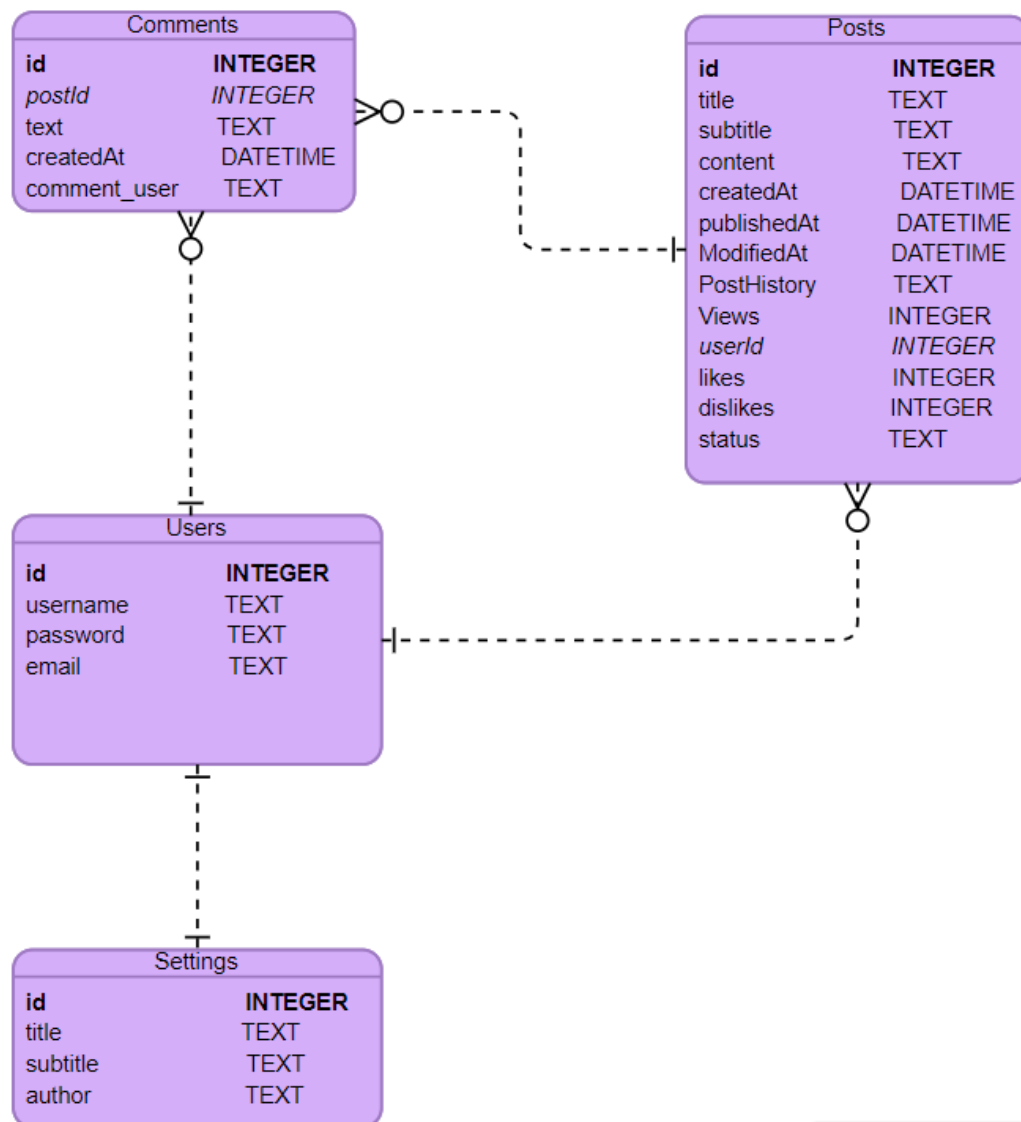 Comments
id INTEGER
postId INTEGER
text TEXT
createdAt DATETIME
comment_user TEXT
Posts
id INTEGER
title TEXT
subtitle TEXT
content TEXT
createdAt DATETIME
publishedAt DATETIME
ModifiedAt DATETIME
PostHistory TEXT
Views INTEGER
userId INTEGER
likes INTEGER
dislikes INTEGER
status TEXT
Users
id INTEGER
username TEXT
password TEXT
email TEXT
Settings
id INTEGER
title TEXT
subtitle TEXT
author TEXT